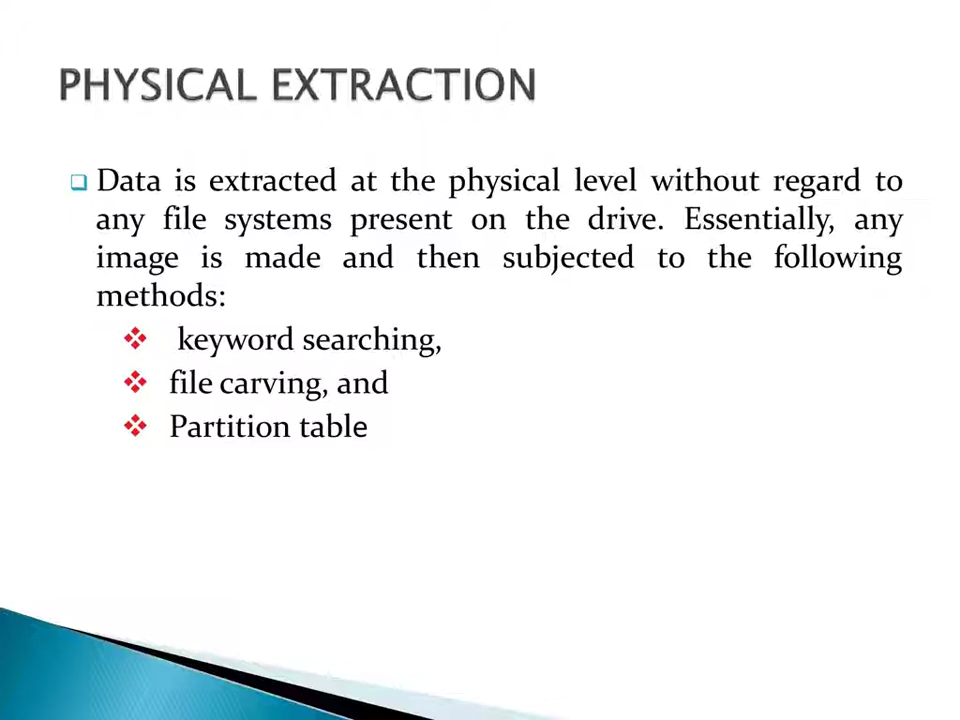 PHYSICAL EXTRACTION
Data is extracted at the physical level without regard to
any file systems present on the drive. Essentially, any
image is made and then subjected to the following
methods:
keyword searching,
file carving, and
Partition table